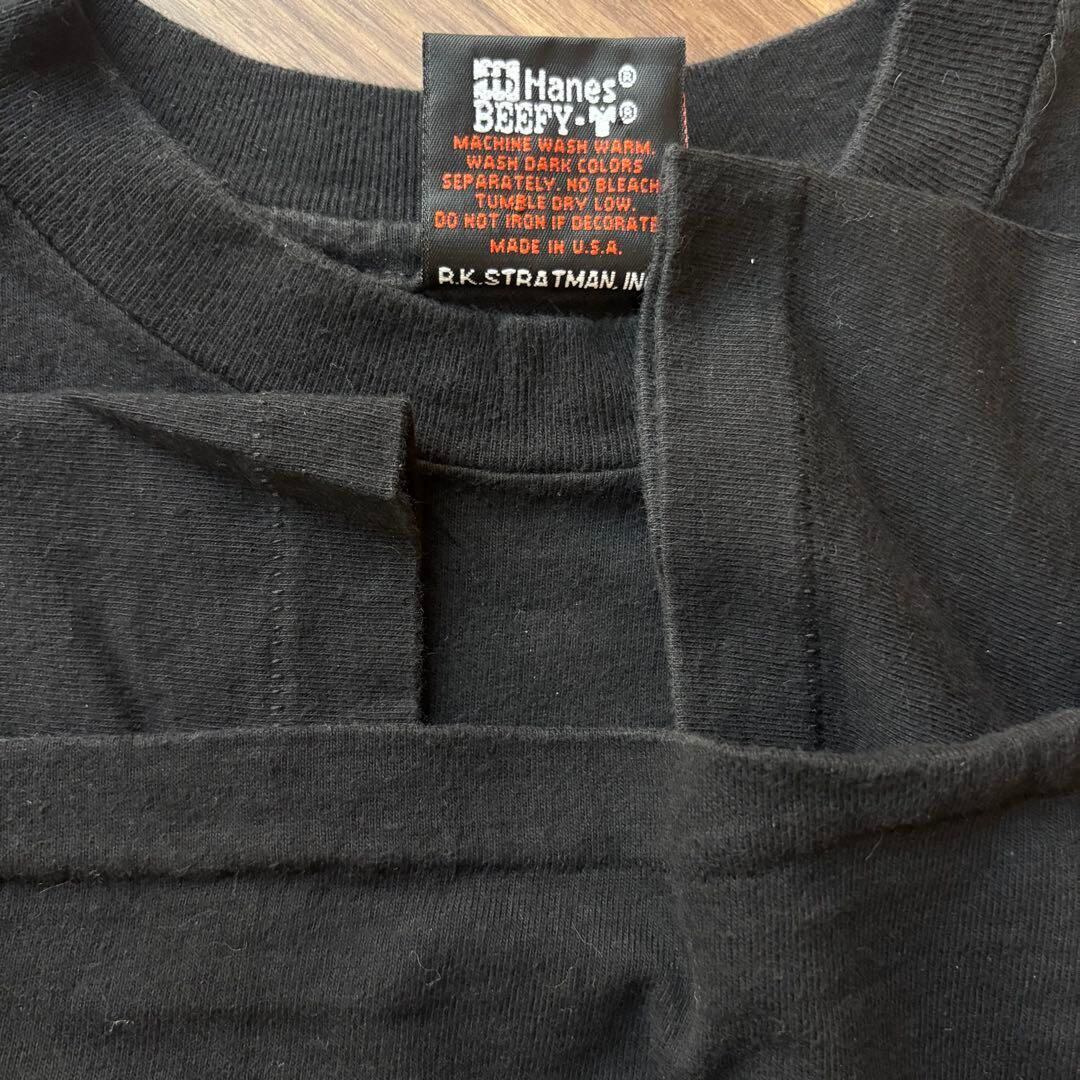 Hanes®
BEEFY-T®
MACHINE WASH WARM.
WASH DARK COLORS
SEPARATELY. NO BLEACH
TUMBLE DRY LOW.
DO NOT IRON IF DECORATE
MADE IN U.S.A.
R.K.STRATMAN, IN